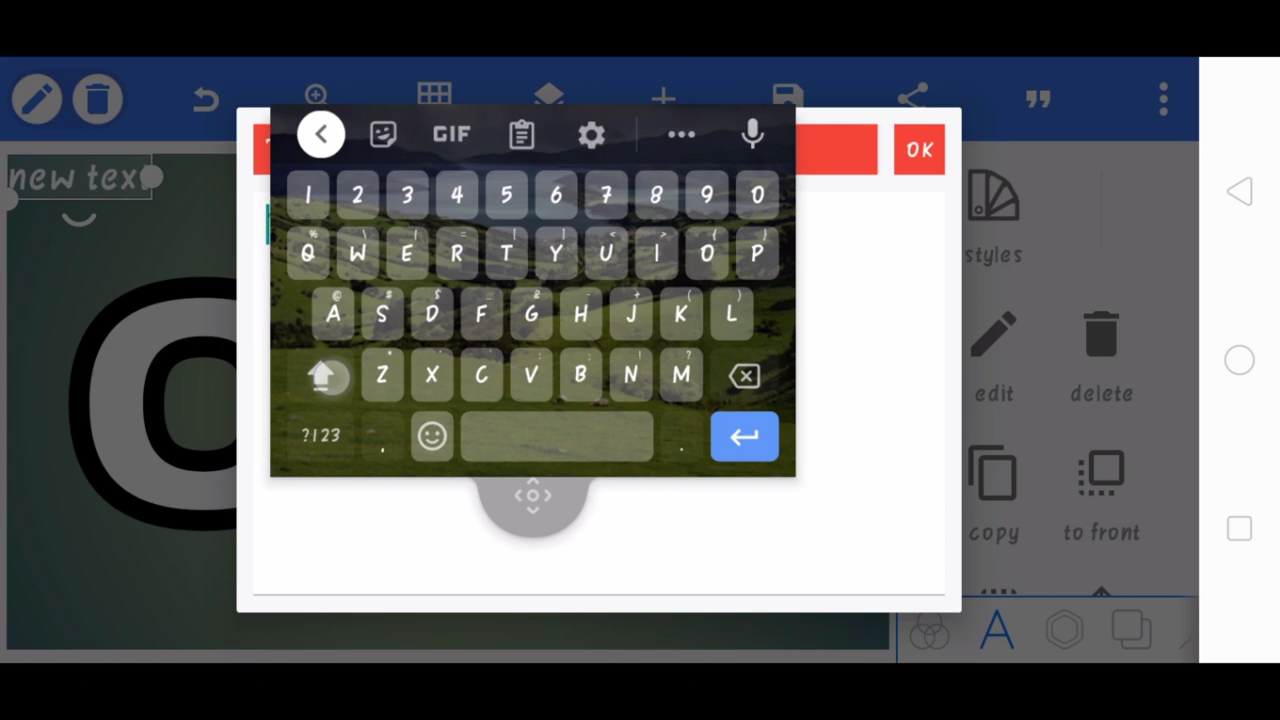 new text
OK
GIF
1 2 3 4 5 6 7 8 9 0
Q W E R T Y U I O P
A S D F G H J K L
Z X C V B N M
?123 , .
styles
edit delete
copy to front
A
O